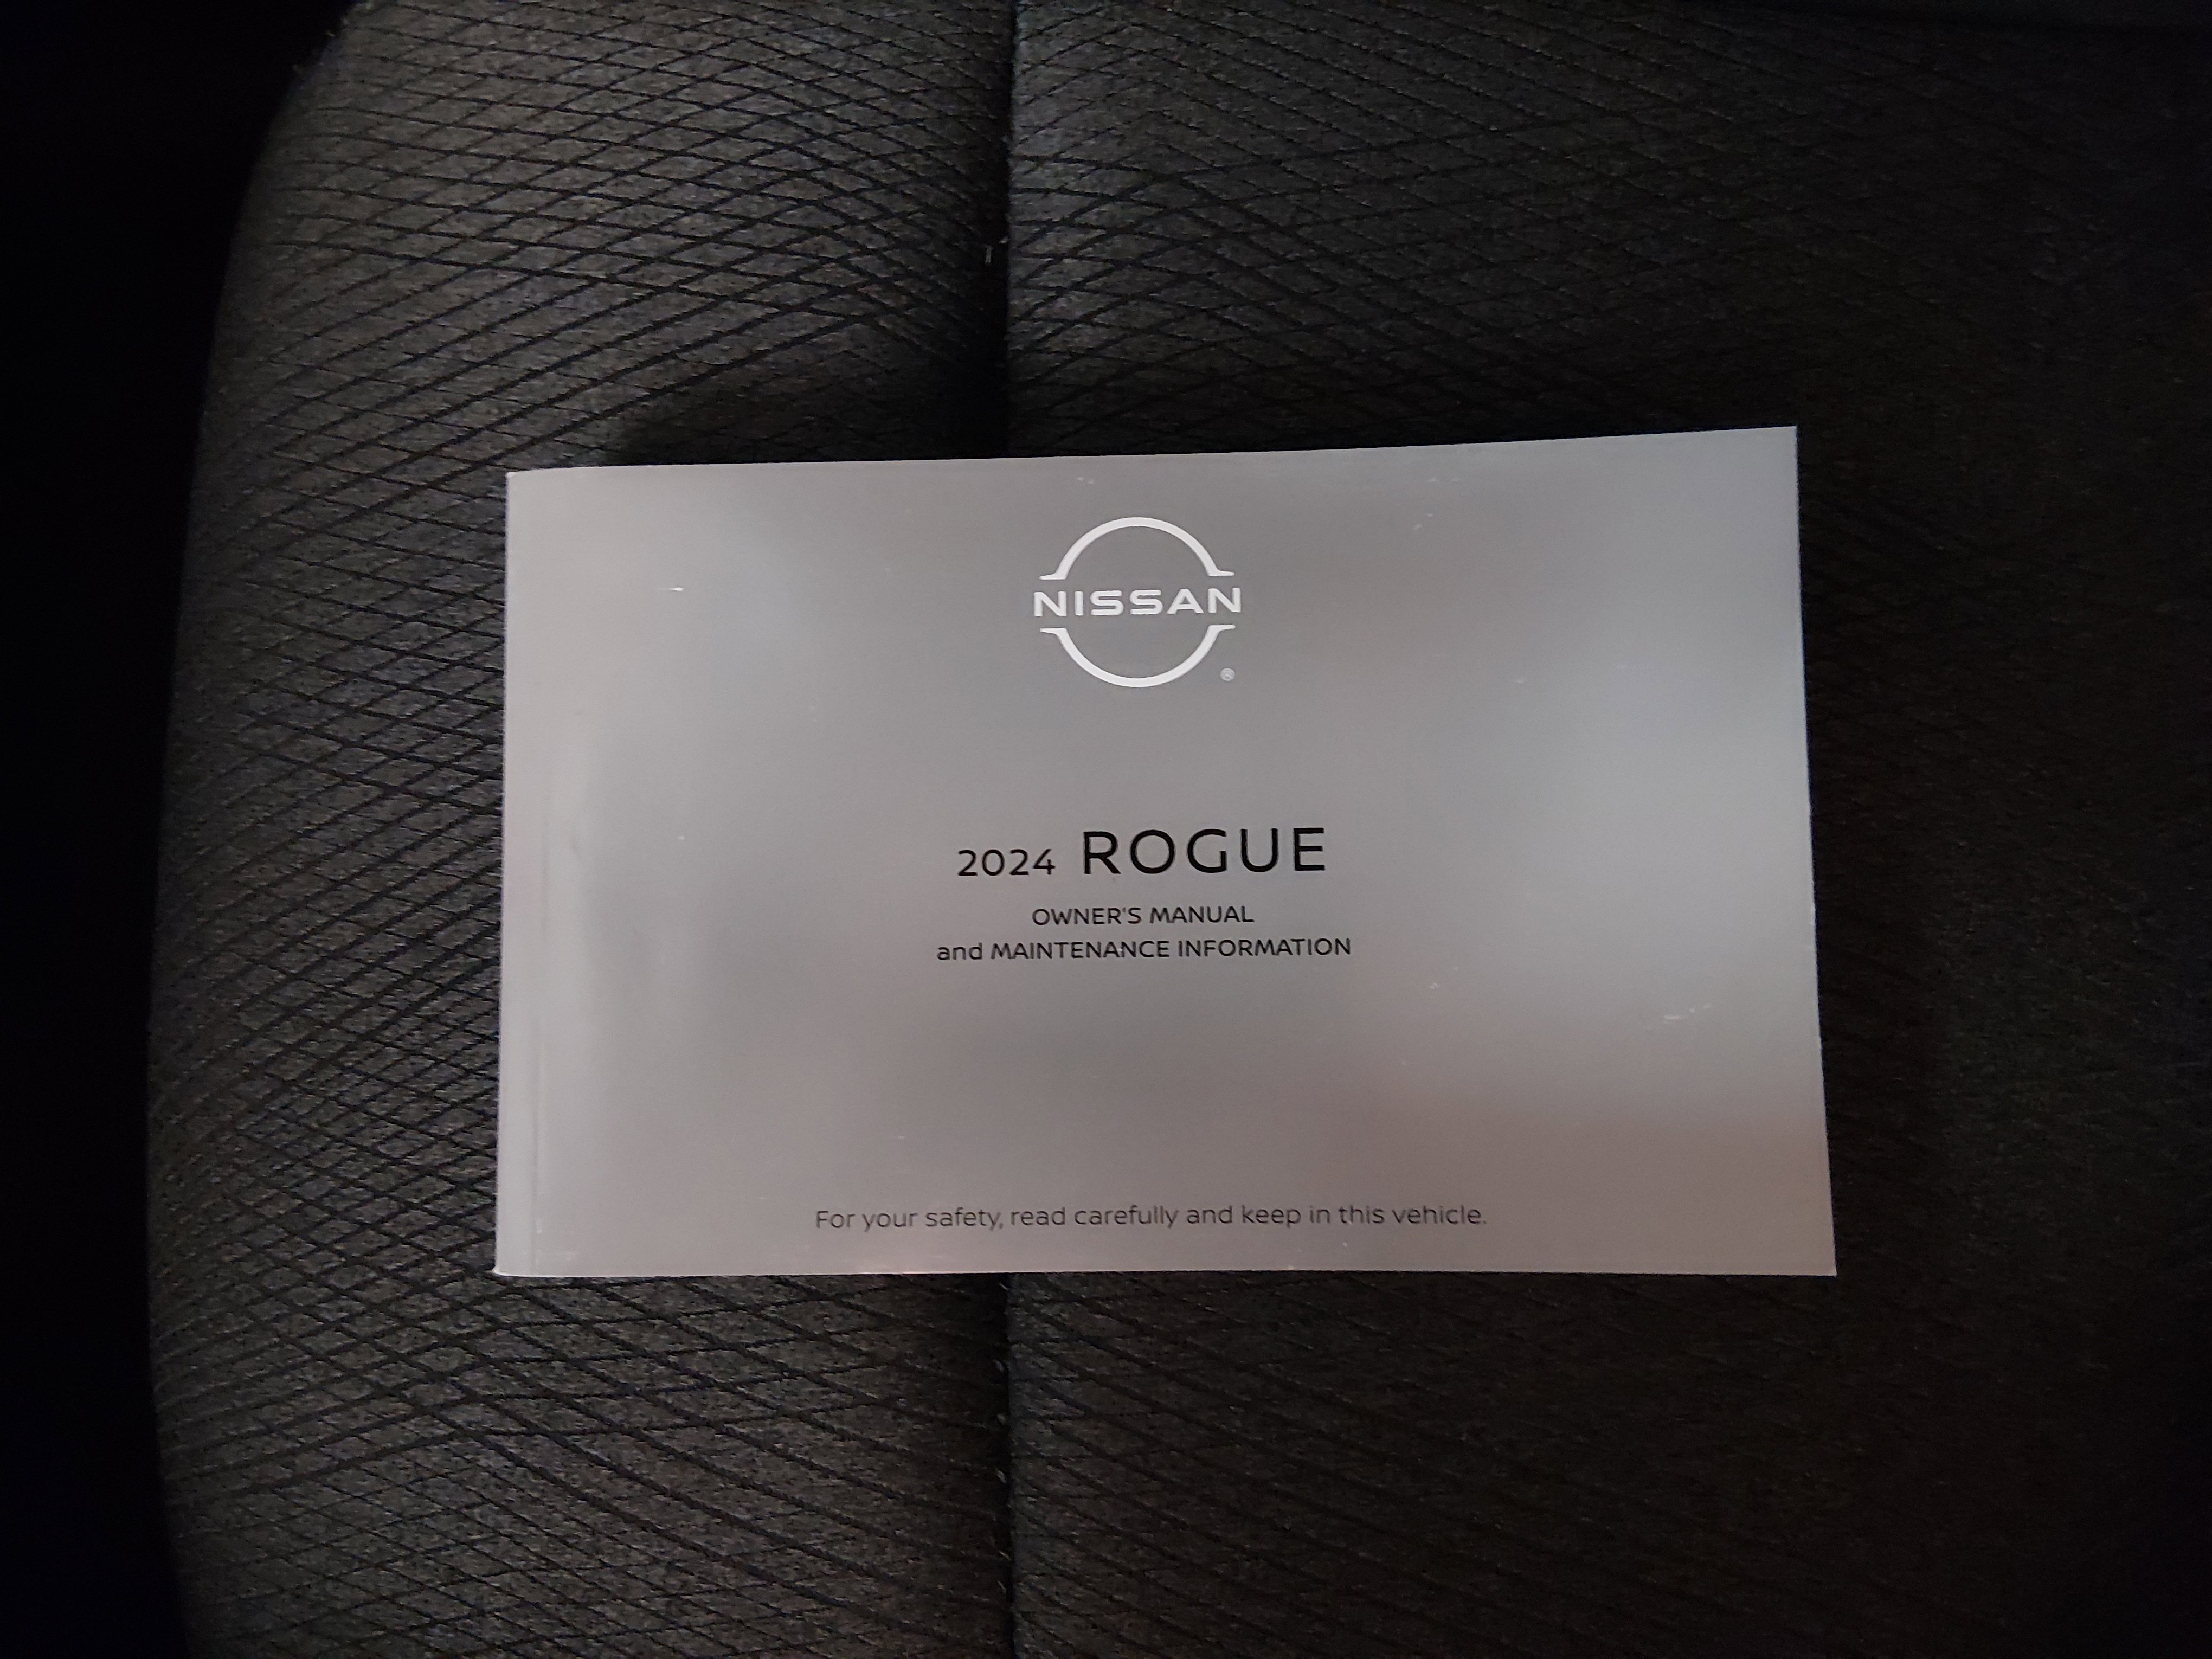 NISSAN
®
2024 ROGUE
OWNER'S MANUAL
and MAINTENANCE INFORMATION
For your safety, read carefully and keep in this vehicle.